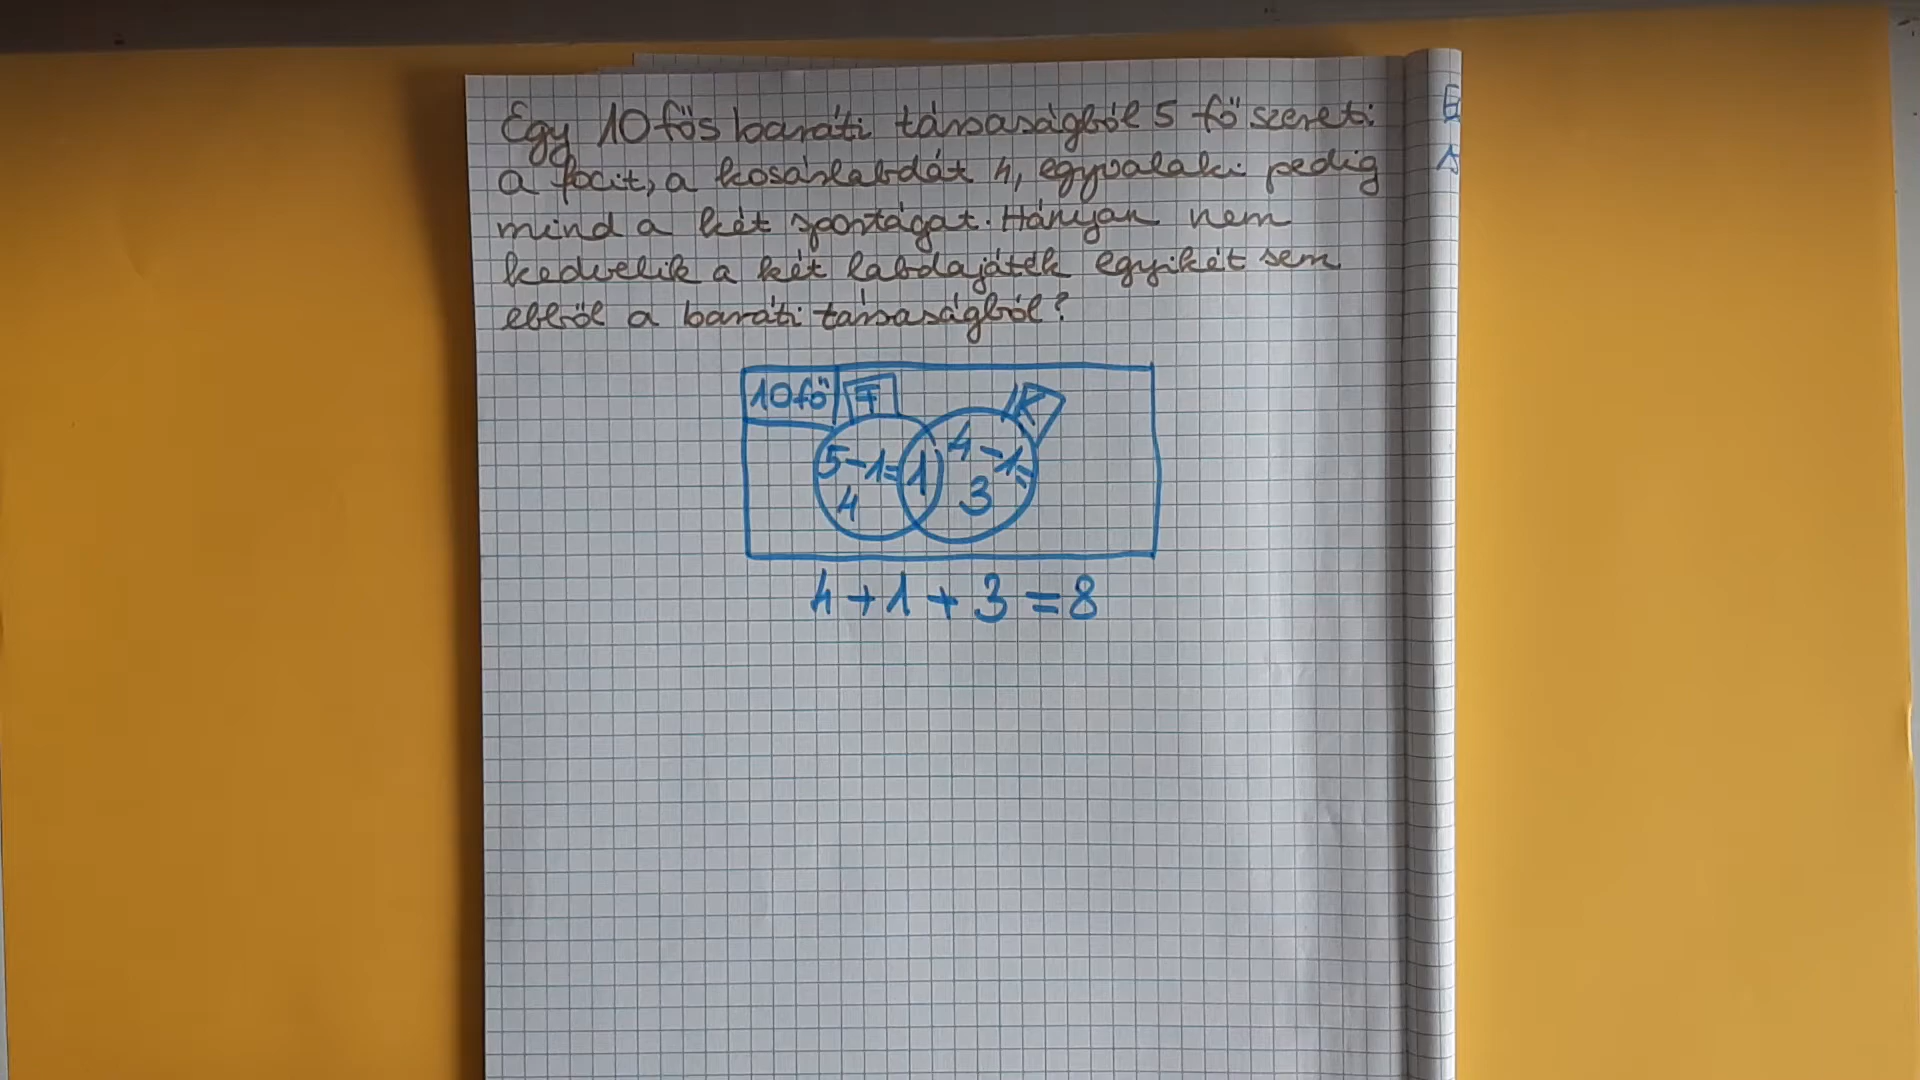 Egy 10 fős baráti társaságból 5 fő szereti
a focit, a kosárlabdát 4, egyvalaki pedig
mind a két sportágat. Hányan nem
kedvelik a két labdajáték egyikét sem
ebből a baráti társaságból?
10 fő F K
5-1= 1 4-1=
4 3
4+1+3=8